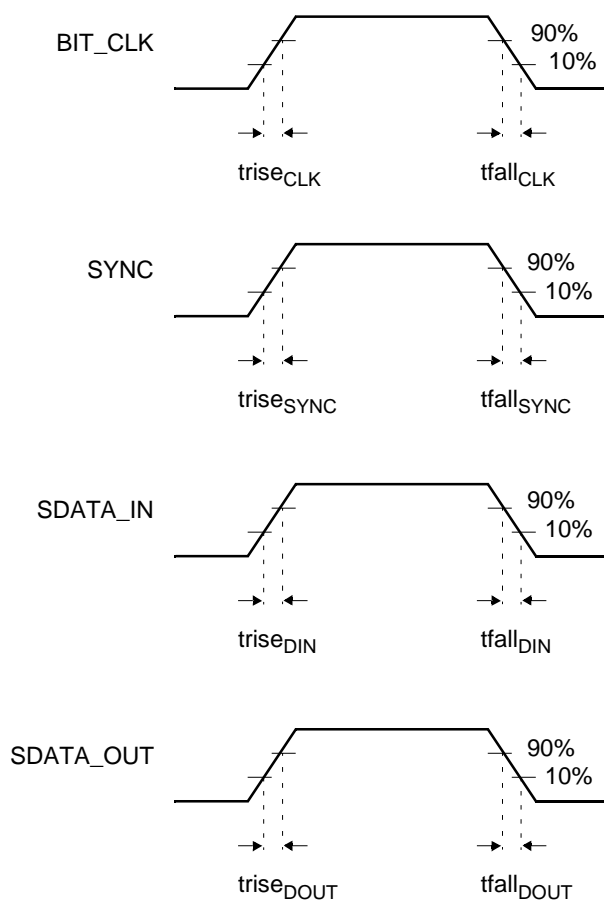 BIT_CLK
90%
10%
trise_CLK tfall_CLK
SYNC
90%
10%
trise_SYNC tfall_SYNC
SDATA_IN
90%
10%
trise_DIN tfall_DIN
SDATA_OUT
90%
10%
trise_DOUT tfall_DOUT